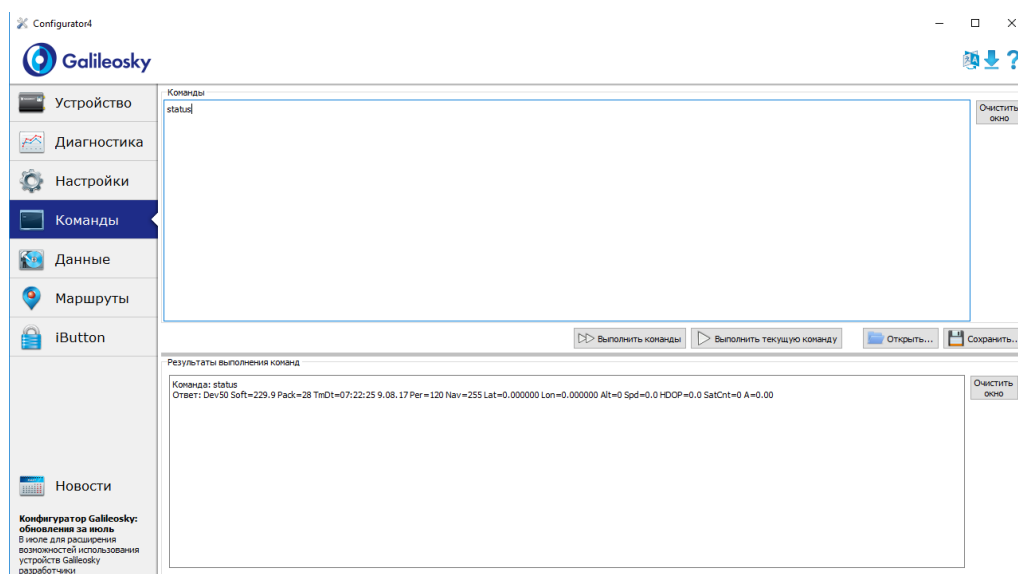 Configurator4
Galileosky
Устройство
Диагностика
Настройки
Команды
Данные
Маршруты
iButton
Новости
Конфигуратор Galileosky:
обновления за июль
В июле для расширения
возможностей использования
устройств Galileosky
разработчики
Команды
status
Очистить
окно
Выполнить команды
Выполнить текущую команду
Открыть...
Сохранить...
Результаты выполнения команд
Команда: status
Ответ: Dev50 Soft=229.9 Pack=28 TmDt=07:22:25 9.08.17 Per=120 Nav=255 Lat=0.000000 Lon=0.000000 Alt=0 Spd=0.0 HDOP=0.0 SatCnt=0 A=0.00
Очистить
окно